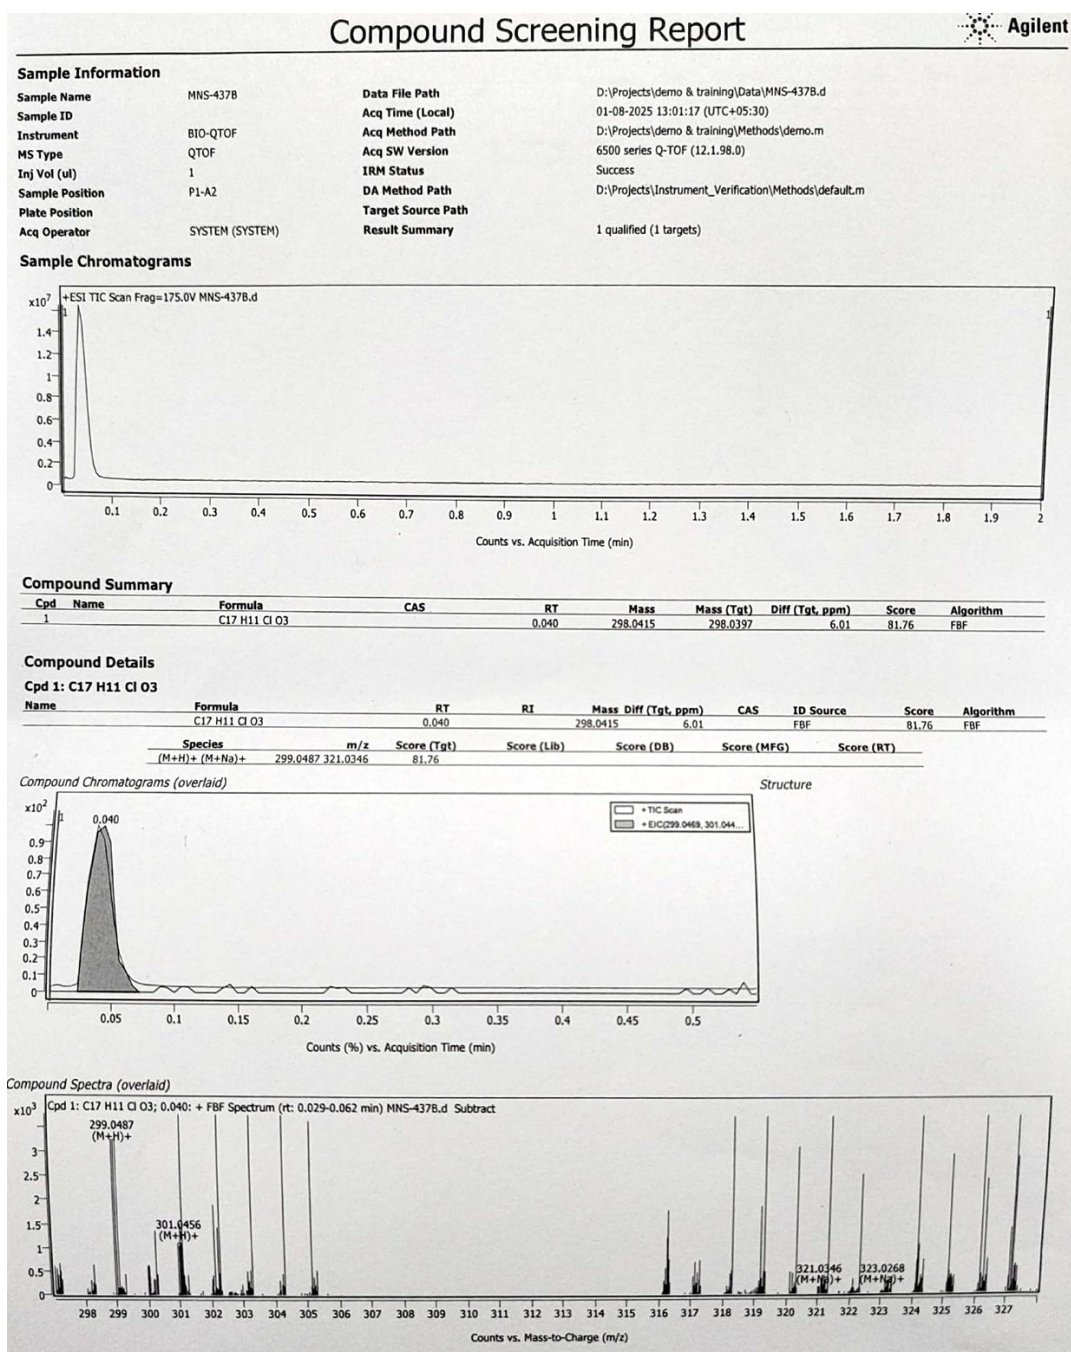 Compound Screening Report
Agilent
Sample Information
Sample Name MNS-437B Data File Path D:\Projects\demo & training\Data\MNS-437B.d
Sample ID Acq Time (Local) 01-08-2025 13:01:17 (UTC+05:30)
Instrument BIO-QTOF Acq Method Path D:\Projects\demo & training\Methods\demo.m
MS Type QTOF Acq SW Version 6500 series Q-TOF (12.1.98.0)
Inj Vol (ul) 1 IRM Status Success
Sample Position P1-A2 DA Method Path D:\Projects\Instrument_Verification\Methods\default.m
Plate Position Target Source Path
Acq Operator SYSTEM (SYSTEM) Result Summary 1 qualified (1 targets)
Sample Chromatograms
x10⁷ +ESI TIC Scan Frag=175.0V MNS-437B.d
1 1
1.4
1.2
1
0.8
0.6
0.4
0.2
0
0.1 0.2 0.3 0.4 0.5 0.6 0.7 0.8 0.9 1 1.1 1.2 1.3 1.4 1.5 1.6 1.7 1.8 1.9 2
Counts vs. Acquisition Time (min)
Compound Summary
Cpd Name Formula CAS RT Mass Mass (Tgt) Diff (Tgt, ppm) Score Algorithm
1 C17 H11 Cl O3 0.040 298.0415 298.0397 6.01 81.76 FBF
Compound Details
Cpd 1: C17 H11 Cl O3
Name Formula RT RI Mass Diff (Tgt, ppm) CAS ID Source Score Algorithm
C17 H11 Cl O3 0.040 298.0415 6.01 FBF 81.76 FBF
Species m/z Score (Tgt) Score (Lib) Score (DB) Score (MFG) Score (RT)
(M+H)+ (M+Na)+ 299.0487 321.0346 81.76
Compound Chromatograms (overlaid) Structure
x10²
1 0.040 + TIC Scan
+ EIC(299.0469, 301.044...
0.9
0.8
0.7
0.6
0.5
0.4
0.3
0.2
0.1
0
0.05 0.1 0.15 0.2 0.25 0.3 0.35 0.4 0.45 0.5
Counts (%) vs. Acquisition Time (min)
Compound Spectra (overlaid)
x10³ Cpd 1: C17 H11 Cl O3; 0.040: + FBF Spectrum (rt: 0.029-0.062 min) MNS-437B.d Subtract
299.0487
(M+H)+
3
2.5
2
1.5 301.0456
(M+H)+
1
0.5 321.0346 323.0268
(M+Na)+ (M+Na)+
0
298 299 300 301 302 303 304 305 306 307 308 309 310 311 312 313 314 315 316 317 318 319 320 321 322 323 324 325 326 327
Counts vs. Mass-to-Charge (m/z)